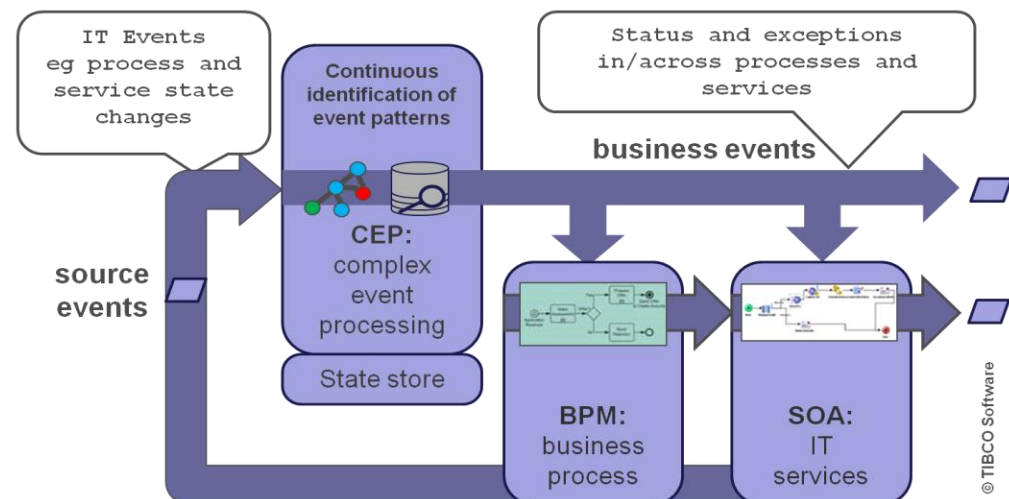 IT Events
eg process and
service state
changes
Continuous
identification of
event patterns
Status and exceptions
in/across processes and
services
business events
CEP:
complex
event
processing
source
events
State store
BPM:
business
process
SOA:
IT
services
© TIBCO Software